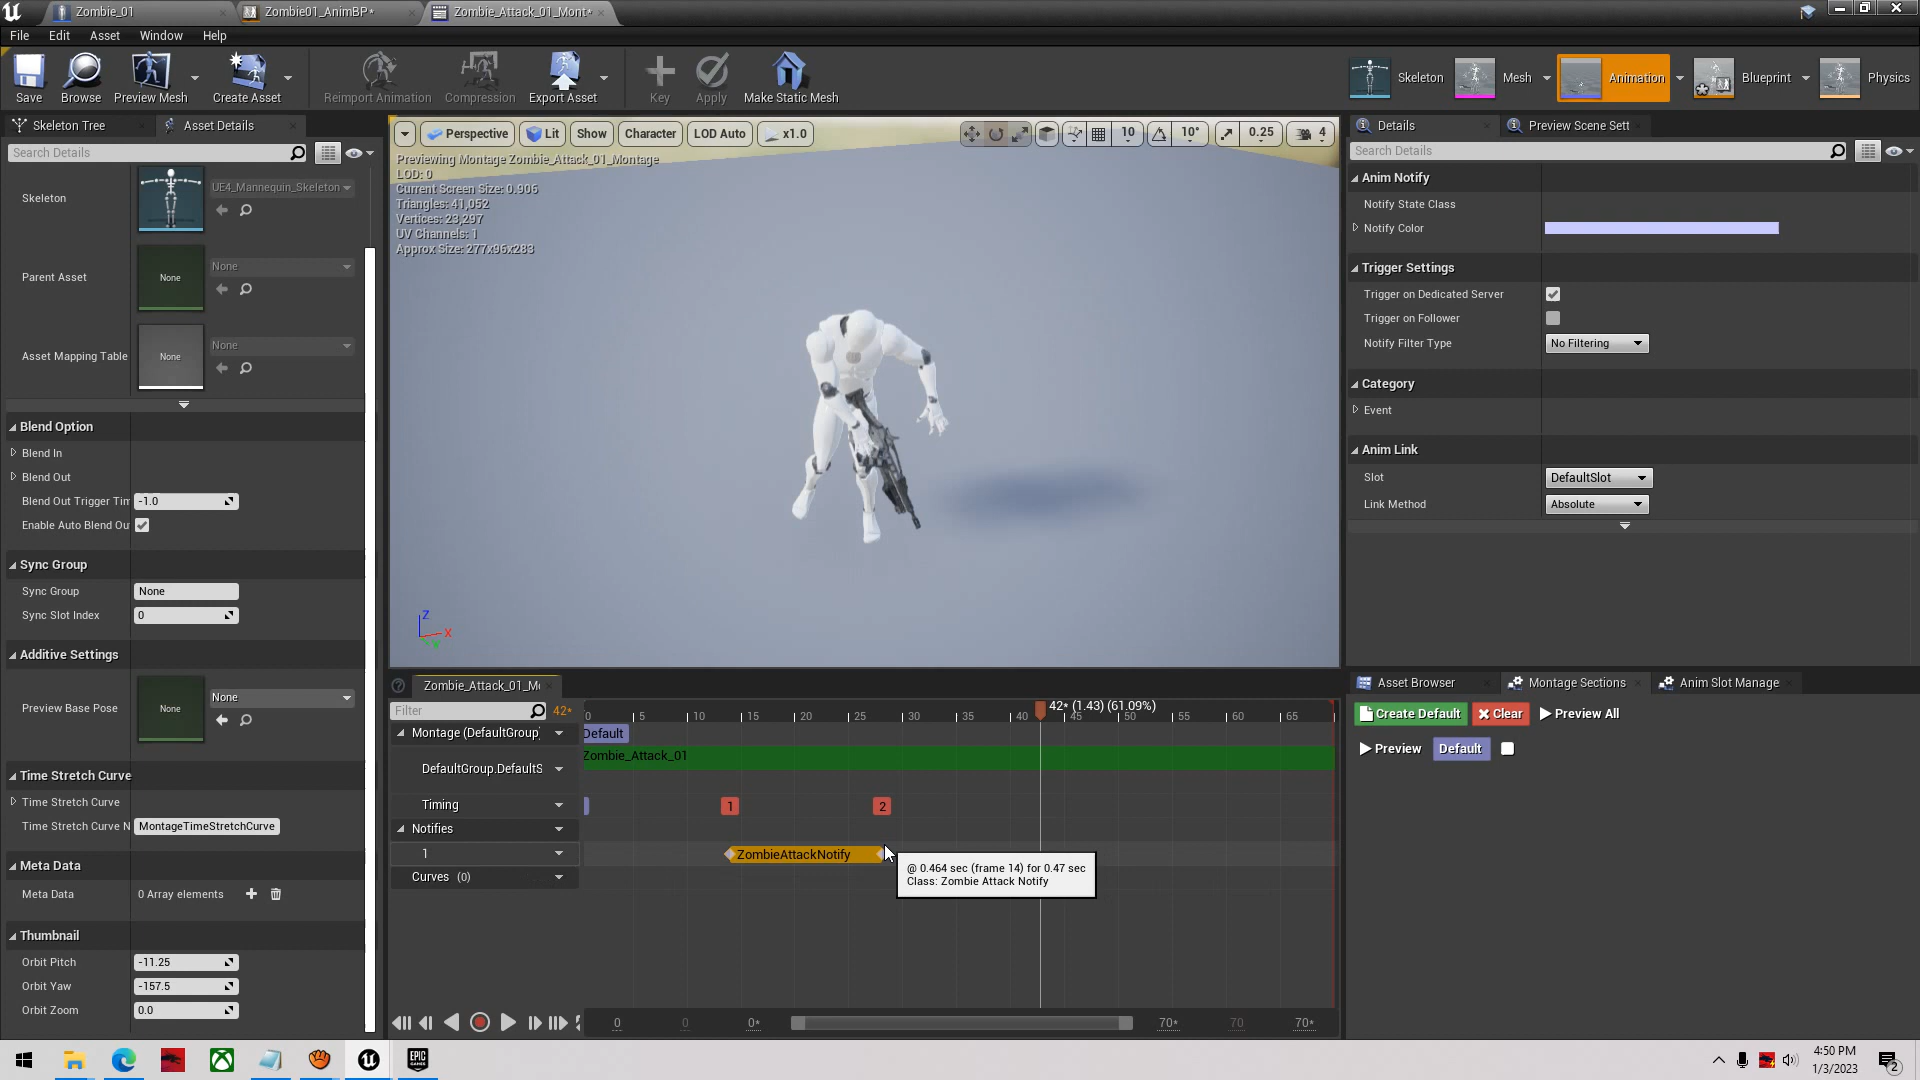 Zombie_01
Zombie01_AnimBP*
Zombie_Attack_01_Mont*
File Edit Asset Window Help
Save
Browse
Preview Mesh
Create Asset
Reimport Animation
Compression
Export Asset
Key
Apply
Make Static Mesh
Skeleton
Mesh
Animation
Blueprint
Physics
Skeleton Tree
Asset Details
Search Details
Skeleton
UE4_Mannequin_Skeleton
Parent Asset
None
None
Asset Mapping Table
None
None
Blend Option
Blend In
Blend Out
Blend Out Trigger Tim
-1.0
Enable Auto Blend Ou
Sync Group
Sync Group
None
Sync Slot Index
0
Additive Settings
Preview Base Pose
None
None
Time Stretch Curve
Time Stretch Curve
Time Stretch Curve N
MontageTimeStretchCurve
Meta Data
Meta Data
0 Array elements
Thumbnail
Orbit Pitch
-11.25
Orbit Yaw
-157.5
Orbit Zoom
0.0
Perspective
Lit
Show
Character
LOD Auto
x1.0
10
10°
0.25
4
Previewing Montage Zombie_Attack_01_Montage
LOD: 0
Current Screen Size: 0.906
Triangles: 41,052
Vertices: 23,297
UV Channels: 1
Approx Size: 277x96x283
Z
X
Y
Zombie_Attack_01_Mo
Filter
42*
0 5 10 15 20 25 30 35 40 45 50 55 60 65
42* (1.43) (61.09%)
Montage (DefaultGroup)
Default
DefaultGroup.DefaultS
Zombie_Attack_01
Timing
1
2
Notifies
1
ZombieAttackNotify
@ 0.464 sec (frame 14) for 0.47 sec
Class: Zombie Attack Notify
Curves (0)
0
0
0*
70*
70
70*
Details
Preview Scene Sett
Search Details
Anim Notify
Notify State Class
Notify Color
Trigger Settings
Trigger on Dedicated Server
Trigger on Follower
Notify Filter Type
No Filtering
Category
Event
Anim Link
Slot
DefaultSlot
Link Method
Absolute
Asset Browser
Montage Sections
Anim Slot Manage
Create Default
Clear
Preview All
Preview
Default
EPIC
GAMES
4:50 PM
1/3/2023
2